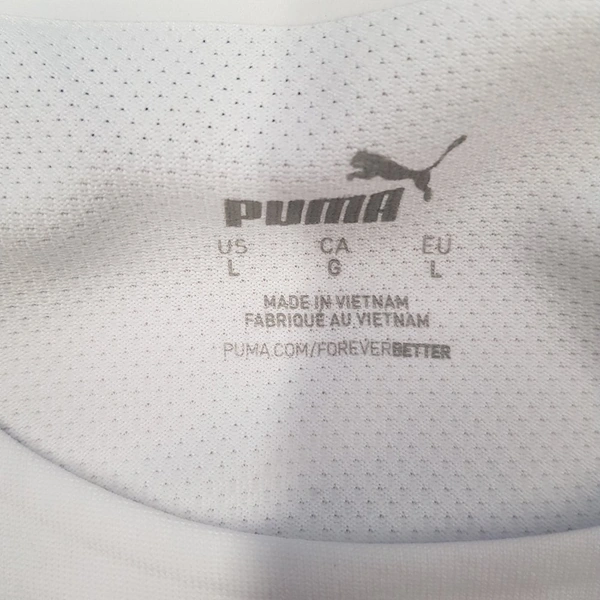 PUMA
US CA EU
L G L
MADE IN VIETNAM
FABRIQUÉ AU VIETNAM
PUMA.COM/FOREVERBETTER